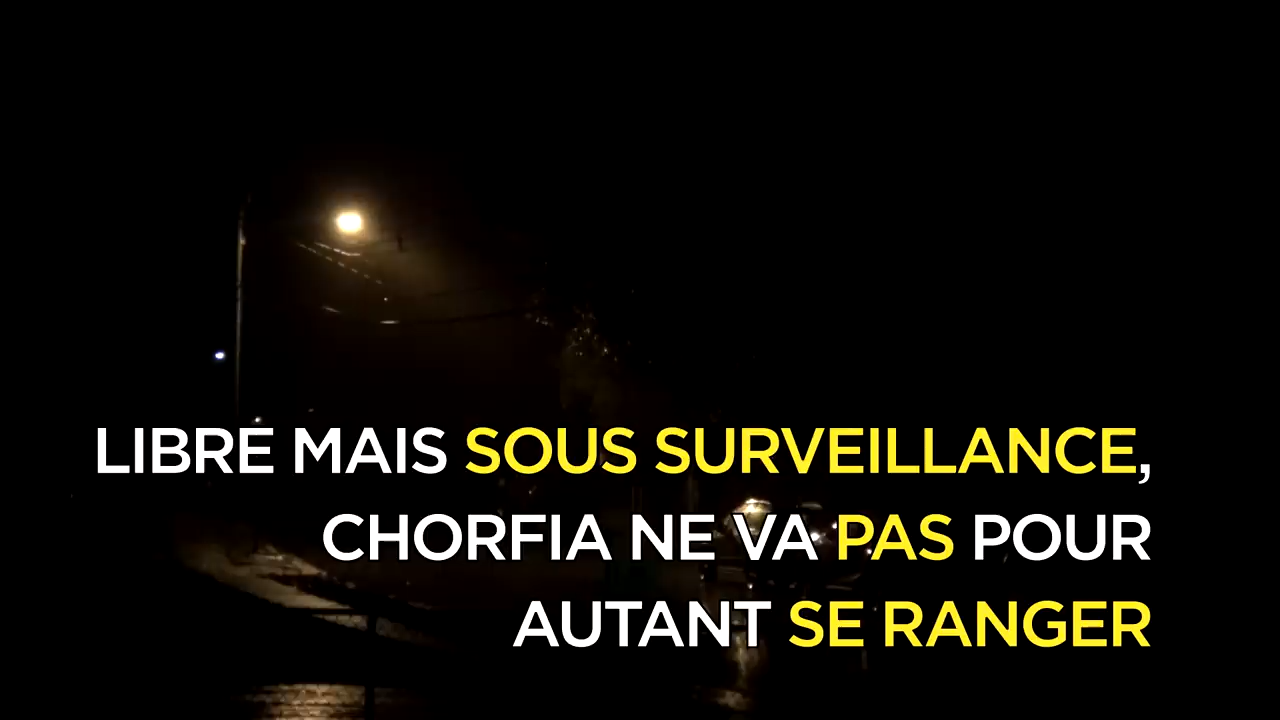 LIBRE MAIS SOUS SURVEILLANCE,
CHORFIA NE VA PAS POUR
AUTANT SE RANGER